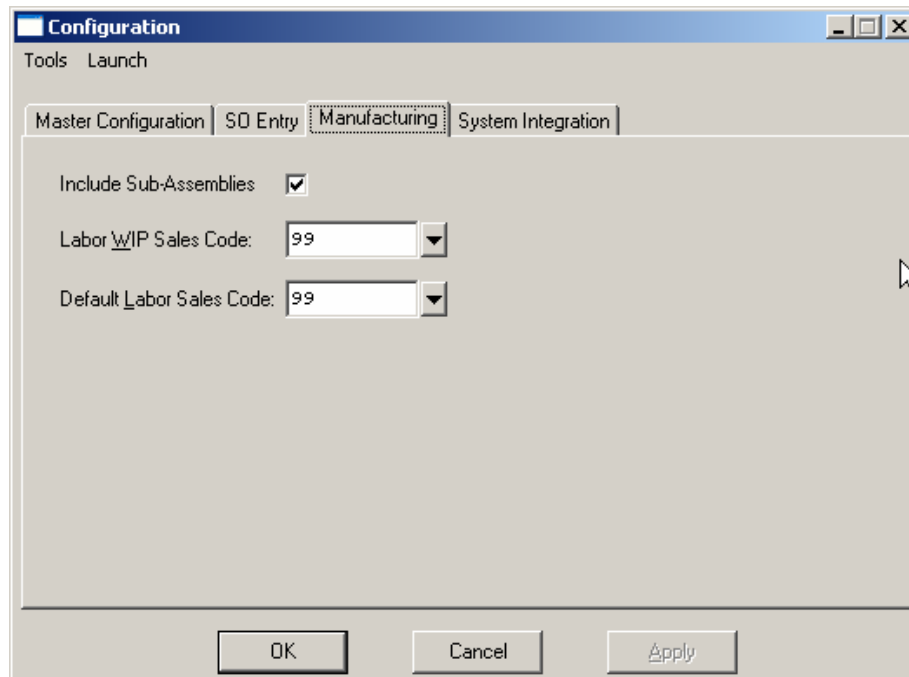 Configuration
Tools Launch
Master Configuration SO Entry Manufacturing System Integration
Include Sub-Assemblies
Labor WIP Sales Code: 99
Default Labor Sales Code: 99
OK Cancel Apply